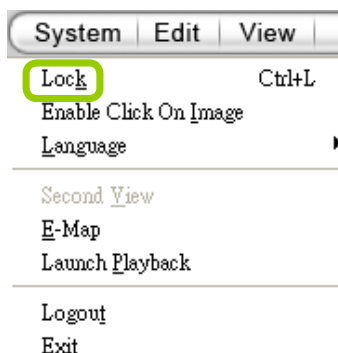 System Edit View
Lock Ctrl+L
Enable Click On Image
Language
Second View
E-Map
Launch Playback
Logout
Exit